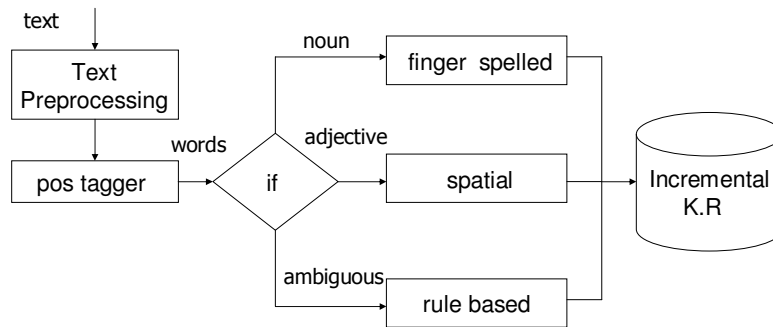 text
Text
Preprocessing
pos tagger
words
if
noun
finger spelled
adjective
spatial
ambiguous
rule based
Incremental
K.R